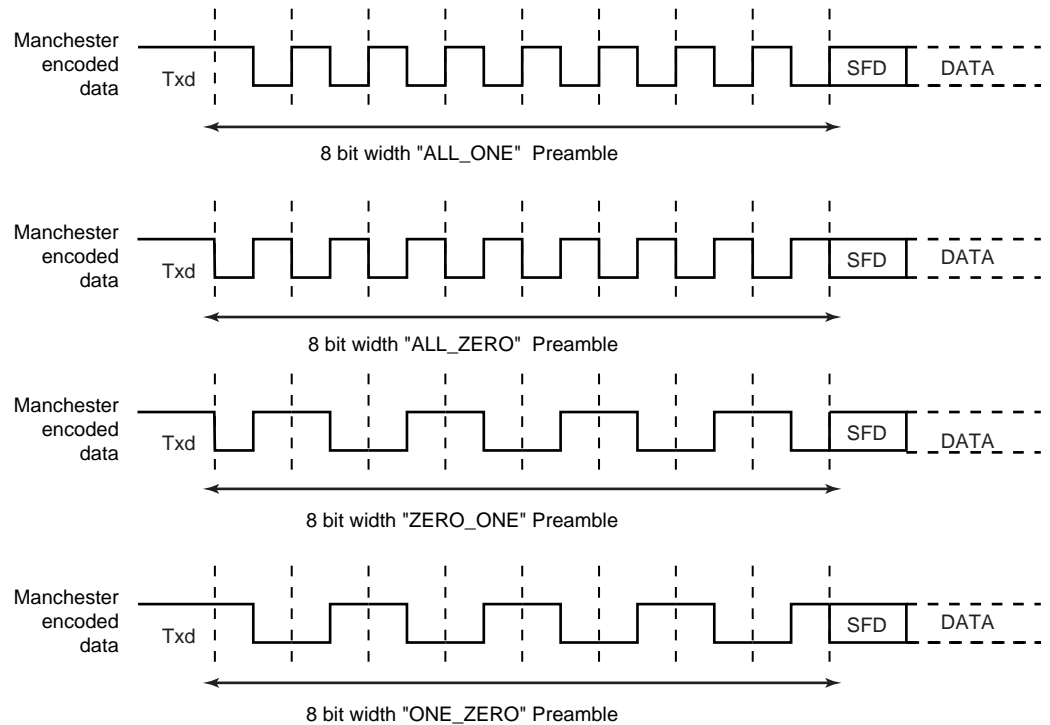 Manchester
encoded
data
Txd
SFD
DATA
8 bit width "ALL_ONE" Preamble
Manchester
encoded
data
Txd
SFD
DATA
8 bit width "ALL_ZERO" Preamble
Manchester
encoded
data
Txd
SFD
DATA
8 bit width "ZERO_ONE" Preamble
Manchester
encoded
data
Txd
SFD
DATA
8 bit width "ONE_ZERO" Preamble